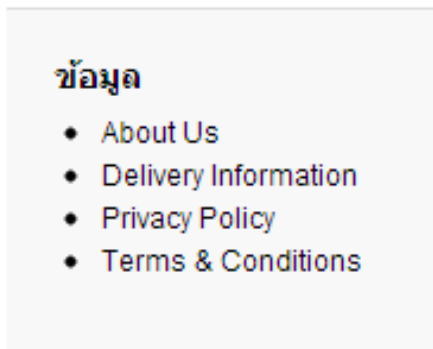 ข้อมูล
About Us
Delivery Information
Privacy Policy
Terms & Conditions